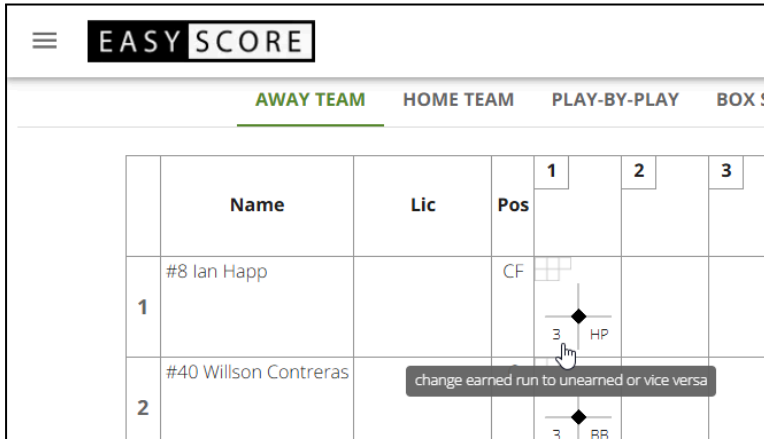 EASY SCORE
AWAY TEAM HOME TEAM PLAY-BY-PLAY BOX
1 2 3
Name Lic Pos
#8 Ian Happ CF
1
3 HP
#40 Willson Contreras
change earned run to unearned or vice versa
2
3 BB